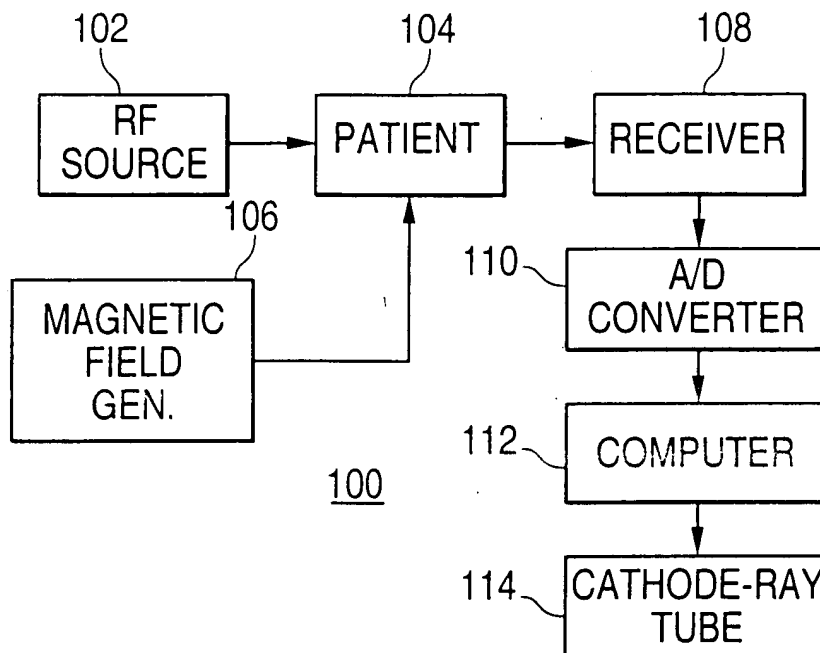 102
104
108
RF
SOURCE
PATIENT
RECEIVER
106
MAGNETIC
FIELD
GEN.
110
A/D
CONVERTER
112
COMPUTER
100
114
CATHODE-RAY
TUBE